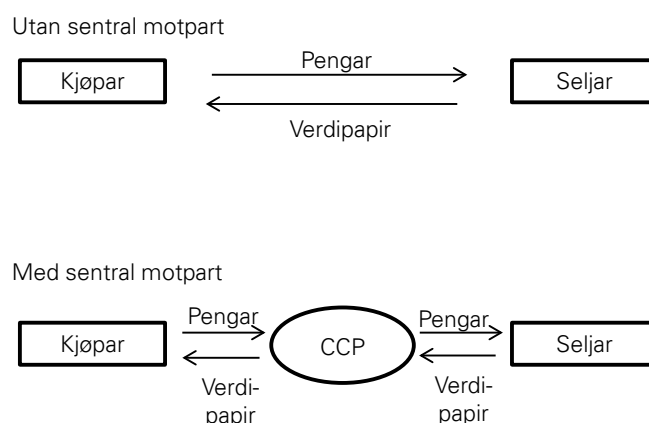 Utan sentral motpart
Pengar
Kjøpar
Seljar
Verdipapir
Med sentral motpart
Pengar
Pengar
Kjøpar
CCP
Seljar
Verdi-
papir
Verdi-
papir